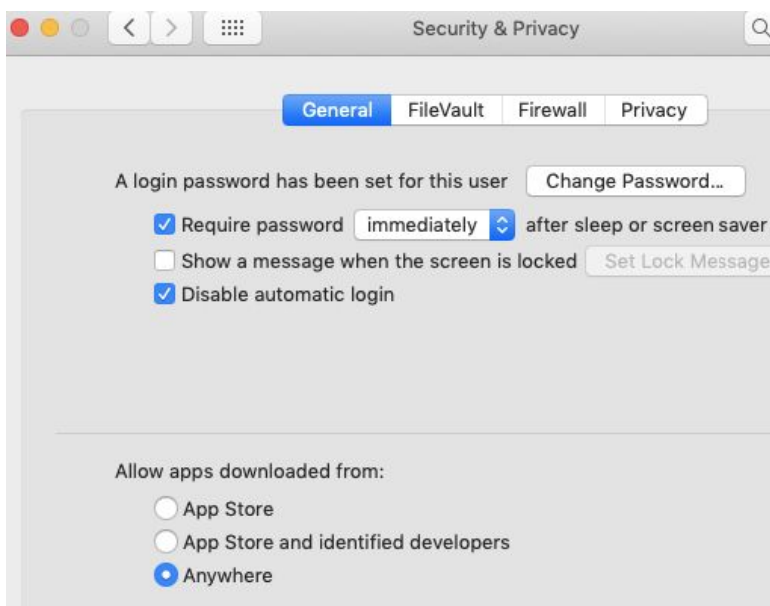 Security & Privacy
General FileVault Firewall Privacy
A login password has been set for this user Change Password...
Require password immediately after sleep or screen saver
Show a message when the screen is locked Set Lock Message
Disable automatic login
Allow apps downloaded from:
App Store
App Store and identified developers
Anywhere